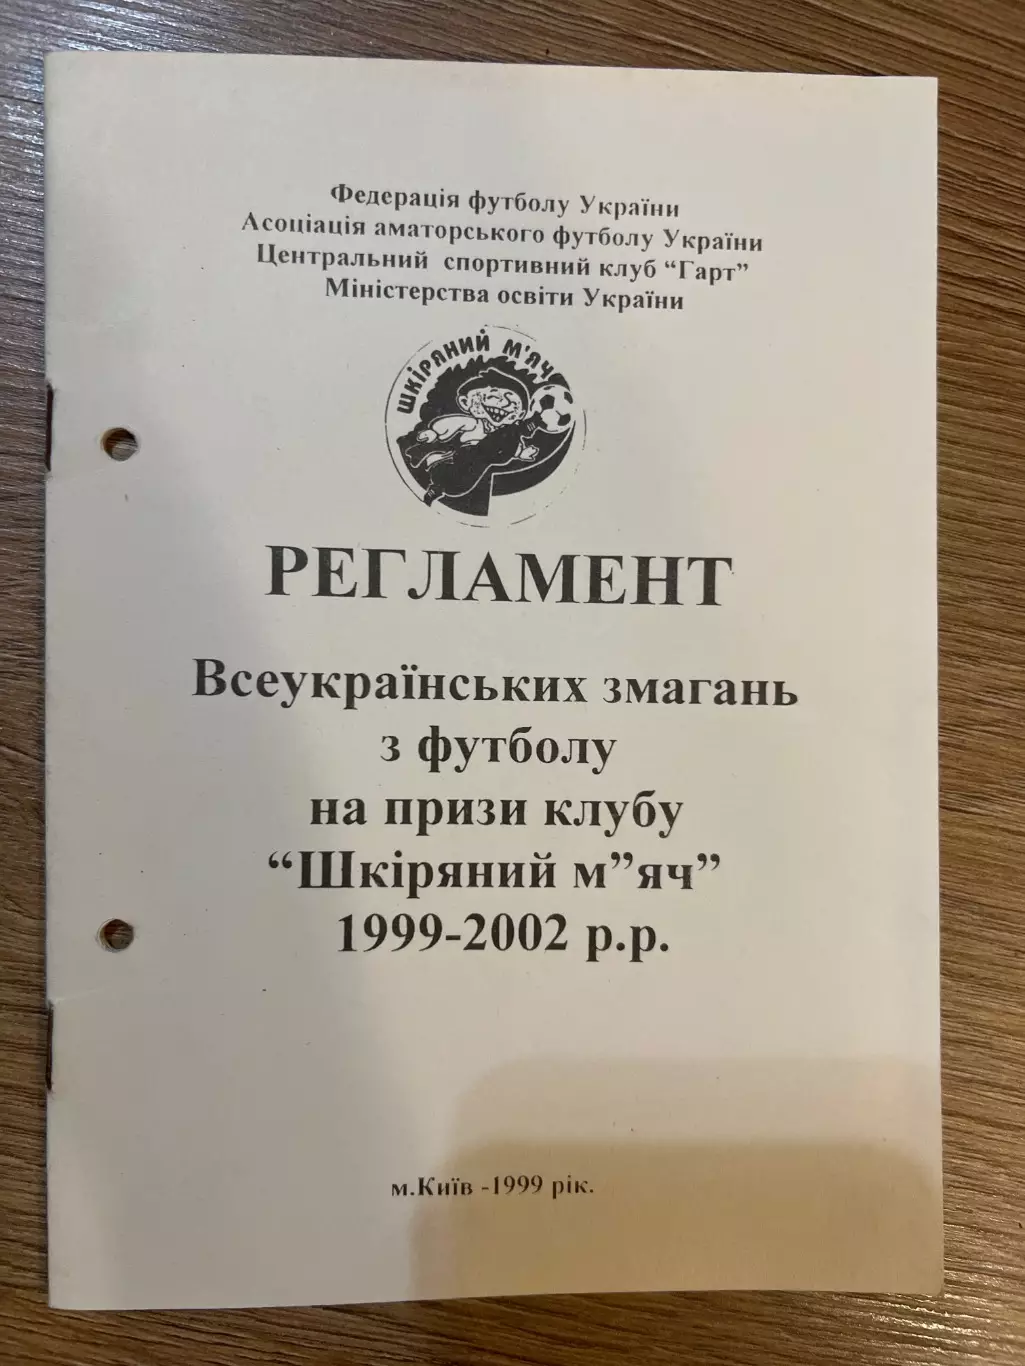 Федерація футболу України
Асоціація аматорського футболу України
Центральний спортивний клуб “Гарт”
Міністерства освіти України
ШКІРЯНИЙ М'ЯЧ
РЕГЛАМЕНТ
Всеукраїнських змагань
з футболу
на призи клубу
“Шкіряний м”яч”
1999-2002 р.р.
м.Київ -1999 рік.